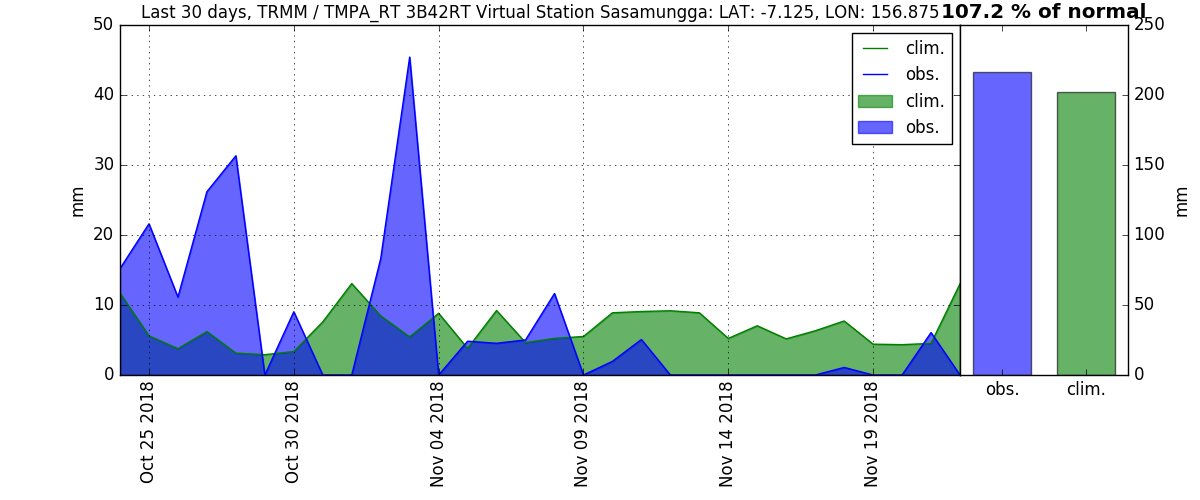 Last 30 days, TRMM / TMPA_RT 3B42RT Virtual Station Sasamungga: LAT: -7.125, LON: 156.875
107.2 % of normal
50
40
30
20
10
0
mm
clim.
obs.
clim.
obs.
Oct 25 2018
Oct 30 2018
Nov 04 2018
Nov 09 2018
Nov 14 2018
Nov 19 2018
250
200
150
100
50
0
mm
obs.
clim.